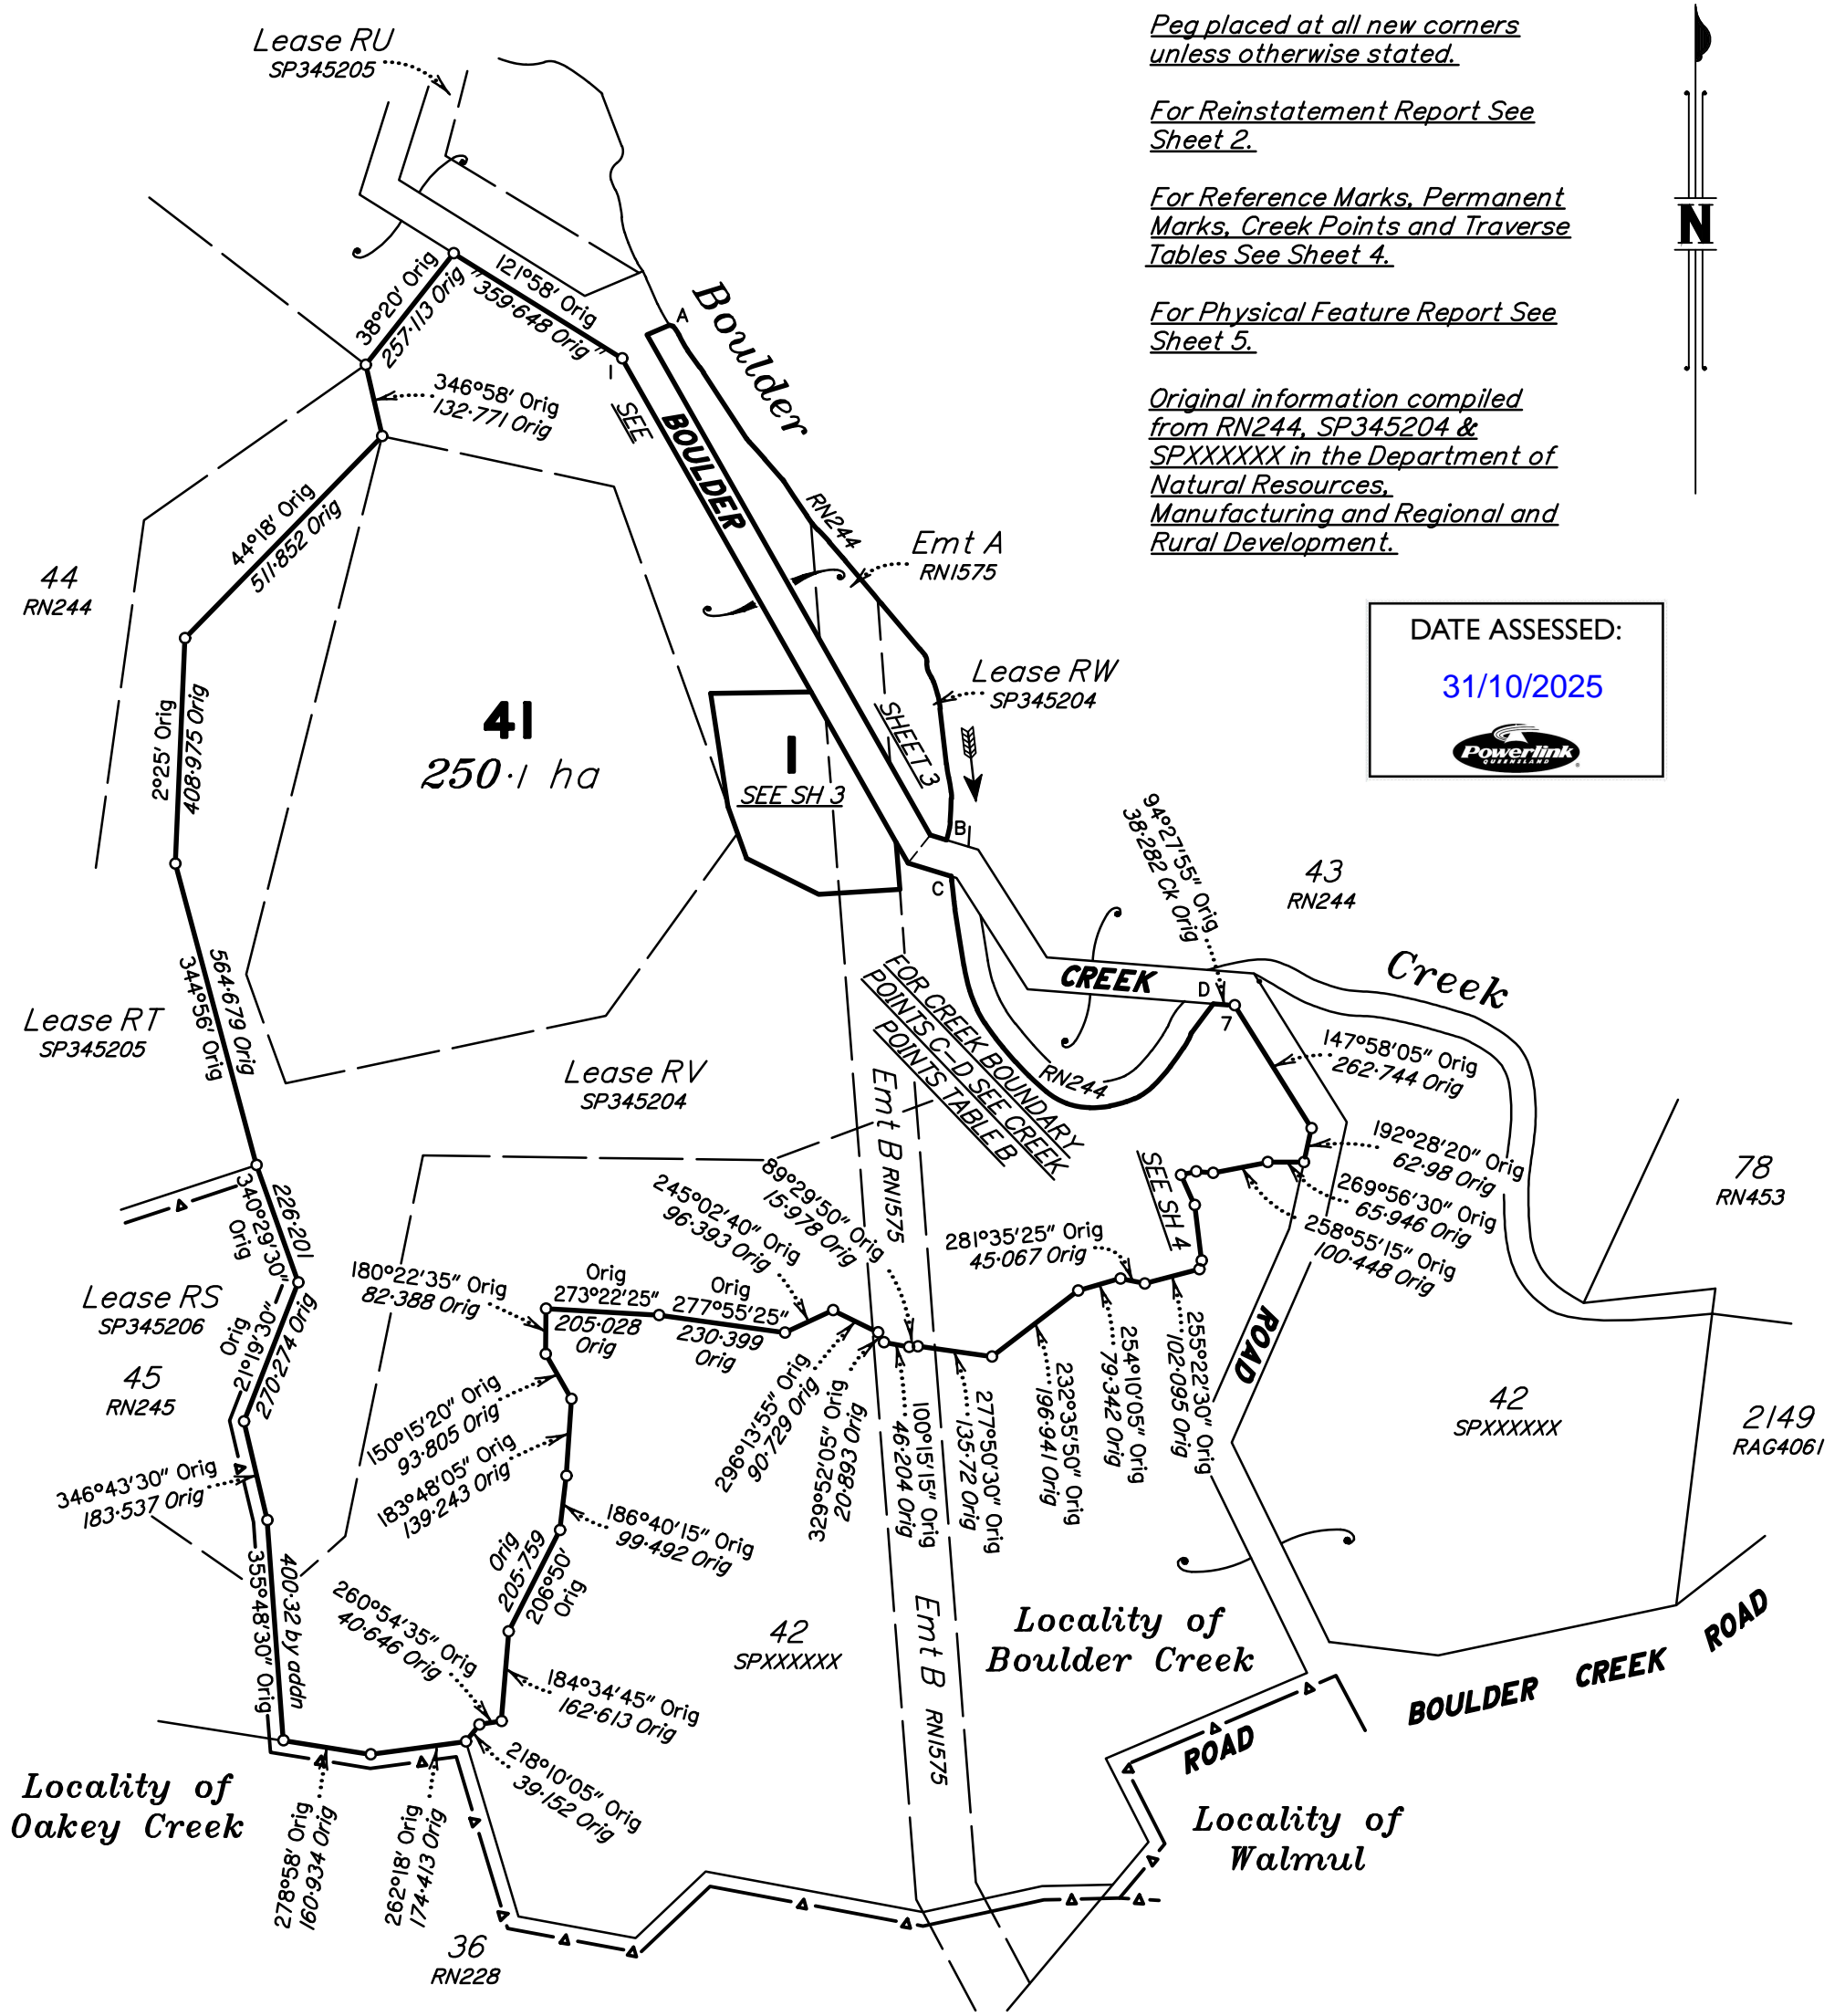 Lease RU
SP345205
Peg placed at all new corners
unless otherwise stated.
For Reinstatement Report See
Sheet 2.
For Reference Marks, Permanent
Marks, Creek Points and Traverse
Tables See Sheet 4.
For Physical Feature Report See
Sheet 5.
Original information compiled
from RN244, SP345204 &
SPXXXXXX in the Department of
Natural Resources,
Manufacturing and Regional and
Rural Development.
N
DATE ASSESSED:
31/10/2025
Powerlink
QUEENSLAND
38°20' Orig
257·113 Orig
121°58' Orig
"359·648 Orig"
A
Boulder
346°58' Orig
132·771 Orig
SEE
BOULDER
RN244
Emt A
RN1575
44°18' Orig
511·852 Orig
44
RN244
Lease RW
SP345204
SHEET 3
2°25' Orig
408·975 Orig
41
250·1 ha
1
SEE SH 3
B
C
94°27'55" Orig
38·282 Ck Orig
43
RN244
Creek
CREEK
D
7
564·679 Orig
344°56' Orig
Lease RT
SP345205
Lease RV
SP345204
Emt B RN1575
FOR CREEK BOUNDARY
POINTS C-D SEE CREEK
POINTS TABLE B
RN244
147°58'05" Orig
262·744 Orig
192°28'20" Orig
62·98 Orig
269°56'30" Orig
65·946 Orig
258°55'15" Orig
100·448 Orig
78
RN453
SEE SH 4
226·201
340°29'30"
Orig
245°02'40" Orig
96·393 Orig
89°29'50" Orig
15·978 Orig
281°35'25" Orig
45·067 Orig
180°22'35" Orig
82·388 Orig
Orig
273°22'25"
205·028
Orig
Orig
277°55'25"
230·399
Orig
Lease RS
SP345206
45
RN245
Orig
21°19'30"
270·274 Orig
150°15'20" Orig
93·805 Orig
183°48'05" Orig
139·243 Orig
296°13'55" Orig
90·729 Orig
329°52'05" Orig
20·893 Orig
100°15'15" Orig
46·204 Orig
277°50'30" Orig
135·72 Orig
232°35'50" Orig
196·941 Orig
254°10'05" Orig
79·342 Orig
255°22'30" Orig
102·095 Orig
ROAD
42
SPXXXXXX
2149
RAG4061
346°43'30" Orig
183·537 Orig
186°40'15" Orig
99·492 Orig
Orig
205·759
206°50'
Orig
355°48'30" Orig
400·32 by addn
260°54'35" Orig
40·646 Orig
42
SPXXXXXX
Emt B RN1575
Locality of
Boulder Creek
184°34'45" Orig
162·613 Orig
218°10'05" Orig
39·152 Orig
BOULDER CREEK ROAD
ROAD
Locality of
Oakey Creek
278°58' Orig
160·934 Orig
262°18' Orig
174·413 Orig
Locality of
Walmul
36
RN228